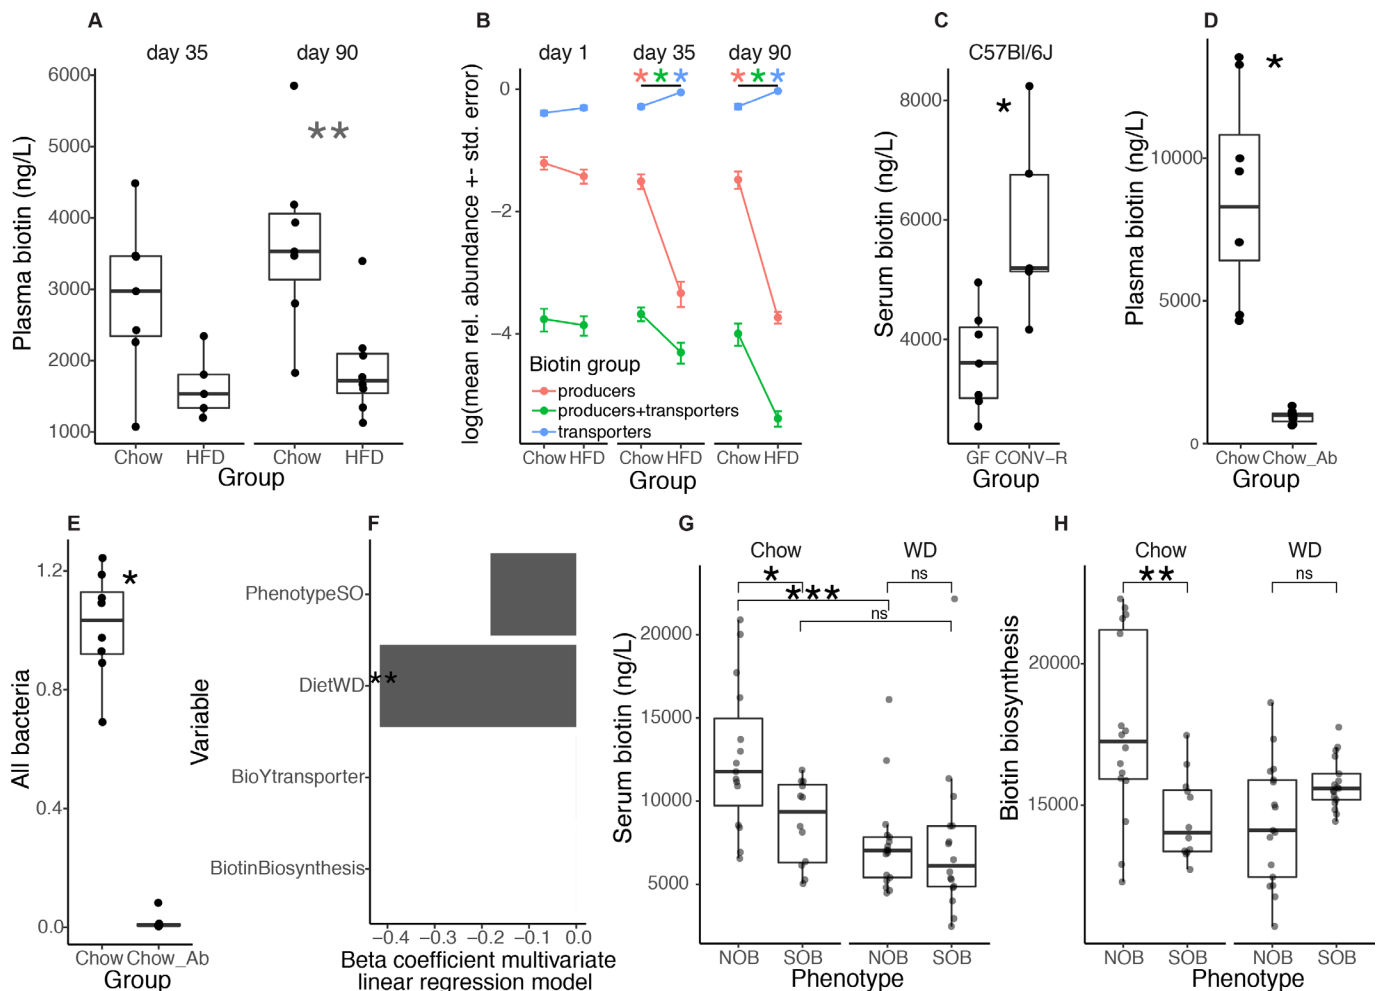 A
day 35
day 90
6000
5000
4000
3000
2000
1000
Plasma biotin (ng/L)
**
Chow
HFD
Chow
HFD
Group
B
day 1
day 35
day 90
***
***
0
−2
−4
log(mean rel. abundance +- std. error)
Biotin group
producers
producers+transporters
transporters
Chow HFD
Chow HFD
Chow HFD
Group
C
C57Bl/6J
*
8000
6000
4000
Serum biotin (ng/L)
GF CONV−R
Group
D
*
10000
5000
0
Plasma biotin (ng/L)
Chow Chow_Ab
Group
E
*
1.2
0.8
0.4
0.0
All bacteria
Chow Chow_Ab
Group
F
Variable
PhenotypeSO
DietWD
**
BioYtransporter
BiotinBiosynthesis
−0.4 −0.3 −0.2 −0.1 0.0
Beta coefficient multivariate
linear regression model
G
Chow
WD
*
ns
***
ns
20000
15000
10000
5000
Serum biotin (ng/L)
NOB
SOB
NOB
SOB
Phenotype
H
Chow
WD
**
ns
20000
15000
Biotin biosynthesis
NOB
SOB
NOB
SOB
Phenotype